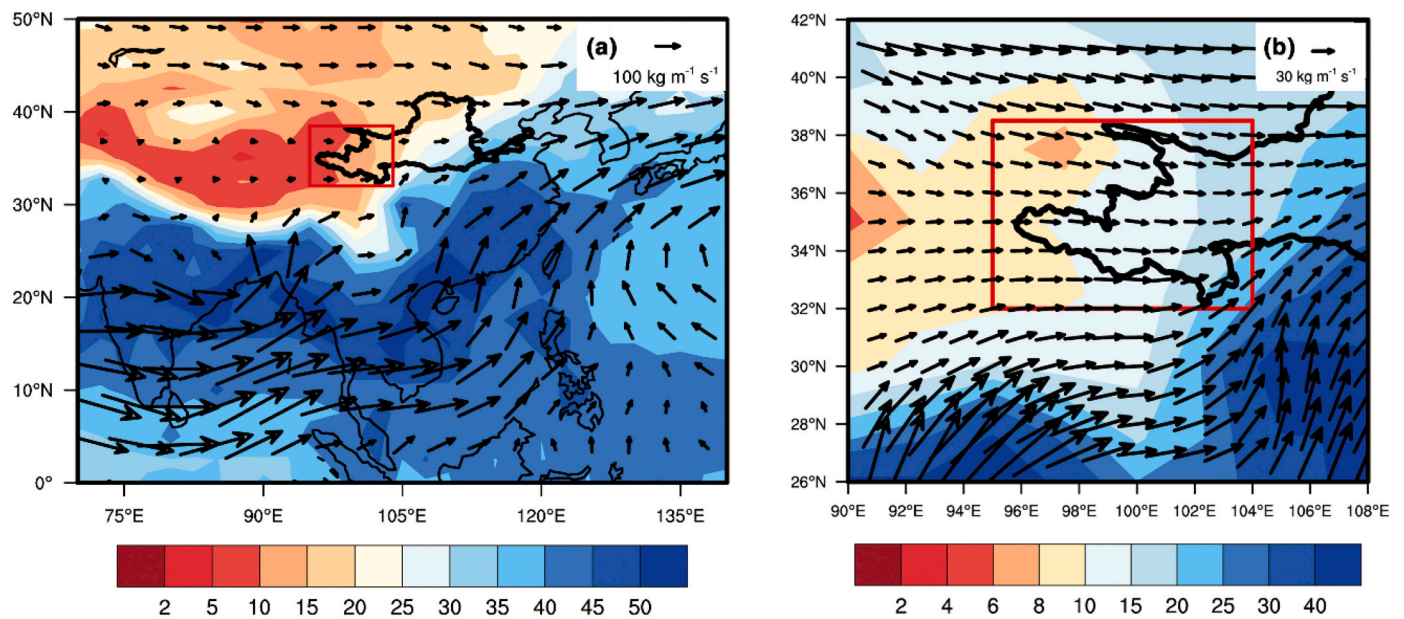 50°N
40°N
30°N
20°N
10°N
0°
75°E 90°E 105°E 120°E 135°E
(a)
100 kg m⁻¹ s⁻¹
2 5 10 15 20 25 30 35 40 45 50
42°N
40°N
38°N
36°N
34°N
32°N
30°N
28°N
26°N
90°E 92°E 94°E 96°E 98°E 100°E 102°E 104°E 106°E 108°E
(b)
30 kg m⁻¹ s⁻¹
2 4 6 8 10 15 20 25 30 40